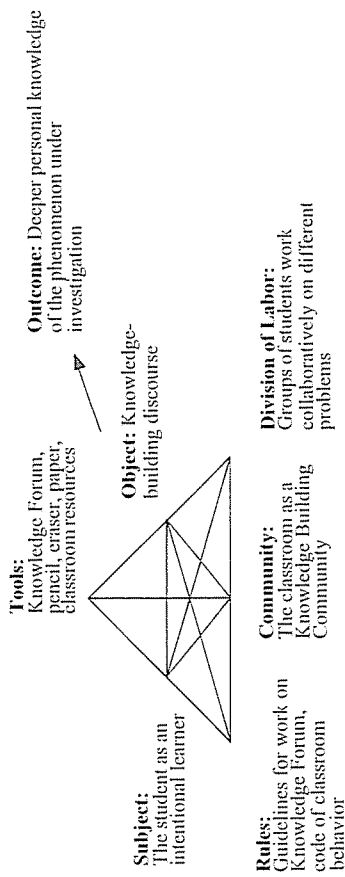 Tools:
Knowledge Forum,
pencil, eraser, paper,
classroom resources
Outcome: Deeper personal knowledge
of the phenomenon under
investigation
Object: Knowledge-
building discourse
Subject:
The student as an
intentional learner
Rules:
Guidelines for work on
Knowledge Forum,
code of classroom
behavior
Community:
The classroom as a
Knowledge Building
Community
Division of Labor:
Groups of students work
collaboratively on different
problems